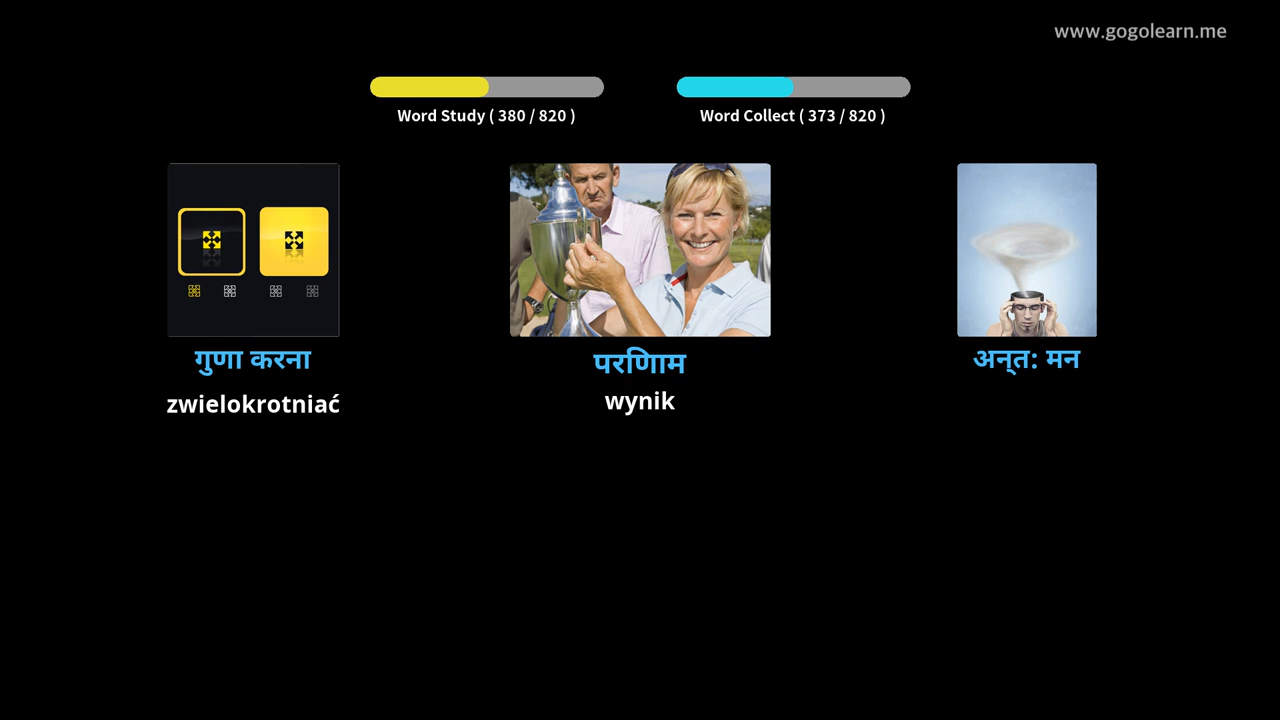 www.gogolearn.me
Word Study ( 380 / 820 )
Word Collect ( 373 / 820 )
गुणा करना
परिणाम
अन्त: मन
zwielokrotniać
wynik